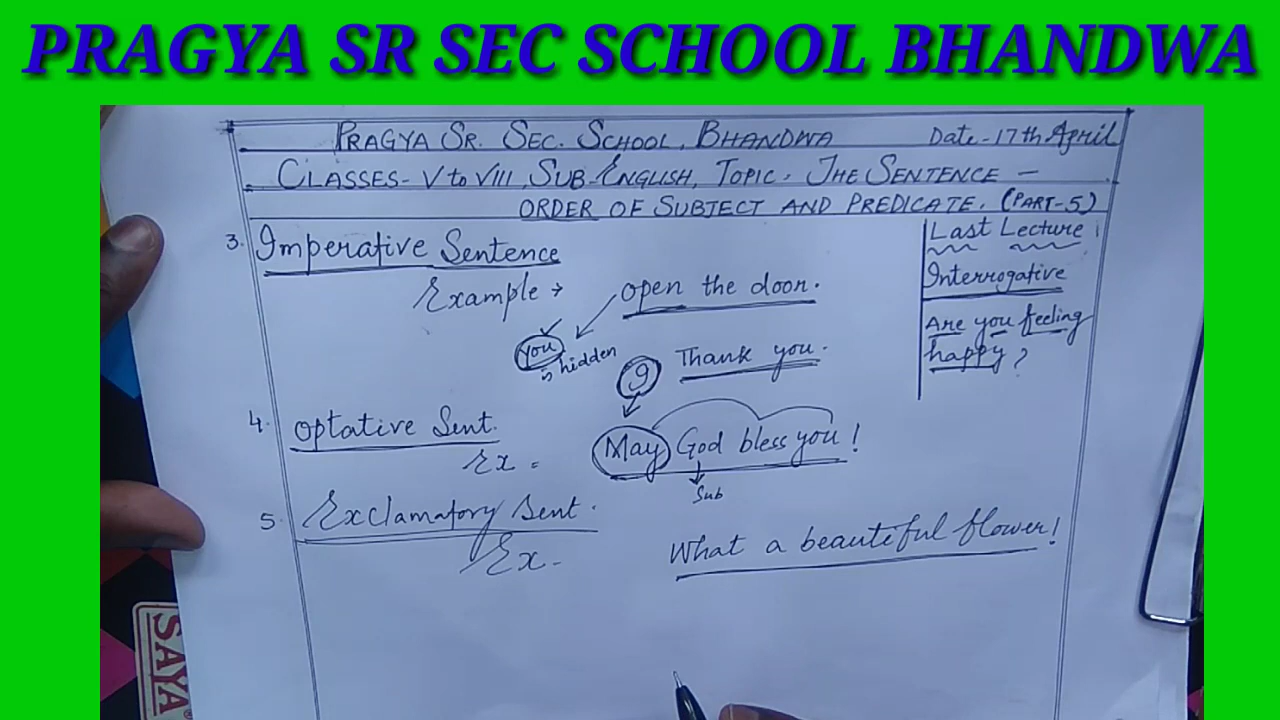 PRAGYA SR SEC SCHOOL BHANDWA
PRAGYA SR. SEC. SCHOOL, BHANDWA Date-17th April
CLASSES- V to VIII, SUB-ENGLISH, TOPIC- THE SENTENCE -
ORDER OF SUBJECT AND PREDICATE. (PART-5)
Last Lecture
Interrogative
Are you feeling
happy?
3. Imperative Sentence
Example → open the door.
you
is hidden
I Thank you.
4. Optative Sent.
Ex = May God bless you!
Sub
5. Exclamatory Sent.
Ex- What a beauteful flower!
SAYA